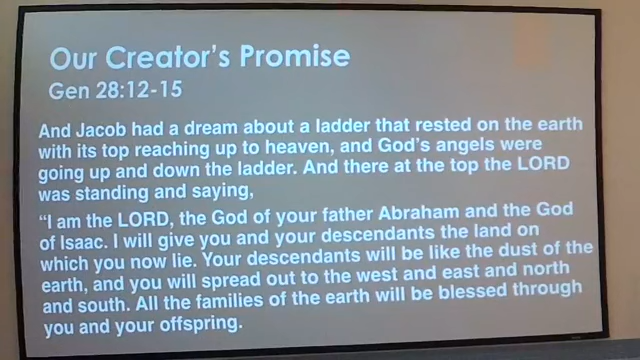 Our Creator's Promise
Gen 28:12-15
And Jacob had a dream about a ladder that rested on the earth
with its top reaching up to heaven, and God's angels were
going up and down the ladder. And there at the top the LORD
was standing and saying,
“I am the LORD, the God of your father Abraham and the God
of Isaac. I will give you and your descendants the land on
which you now lie. Your descendants will be like the dust of the
earth, and you will spread out to the west and east and north
and south. All the families of the earth will be blessed through
you and your offspring.